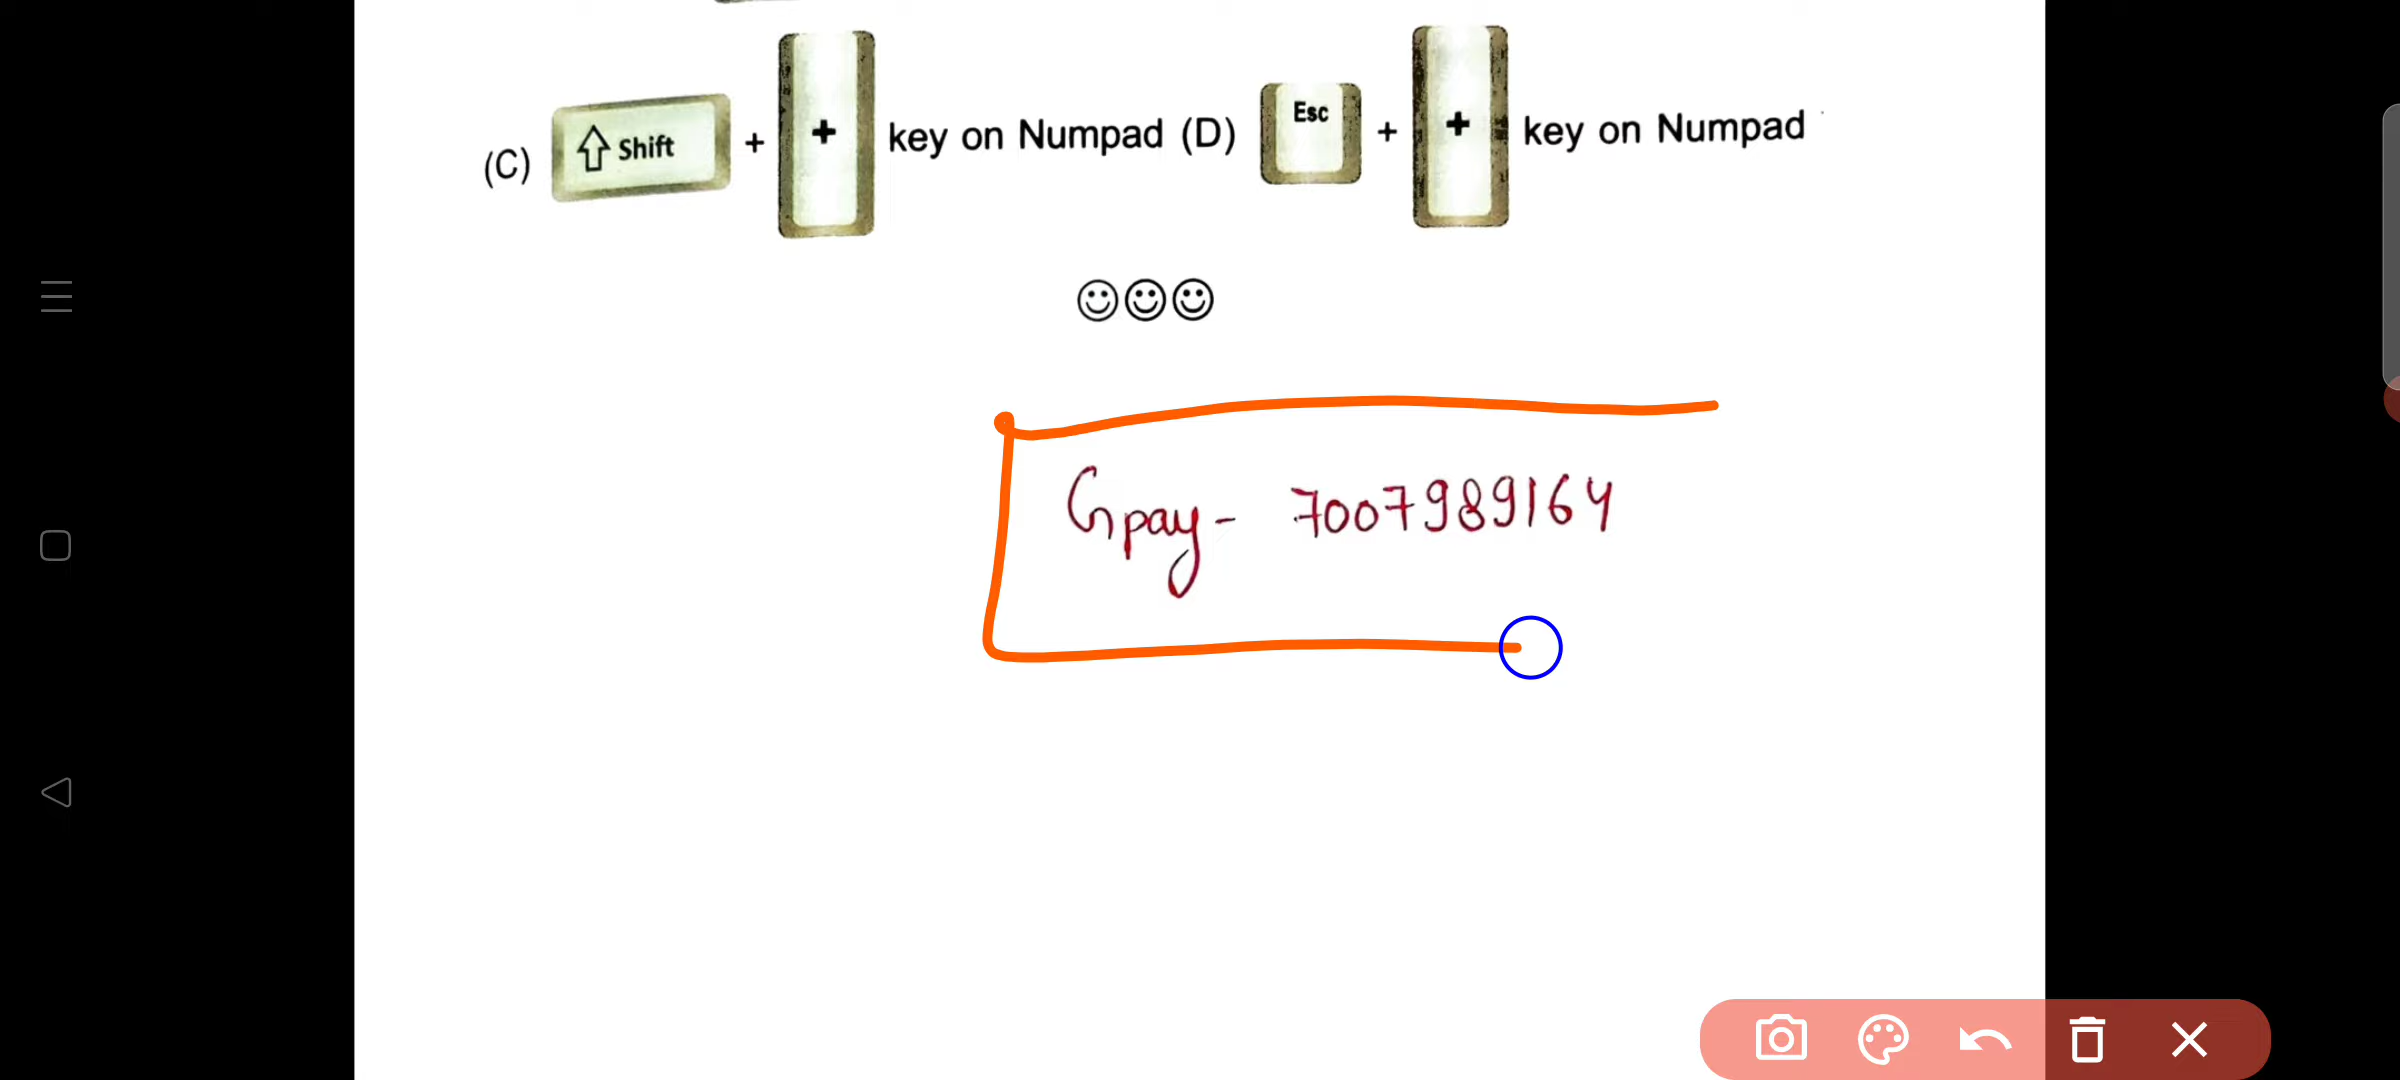 (C) Shift + + key on Numpad (D) Esc + + key on Numpad
Gpay - 7007989164